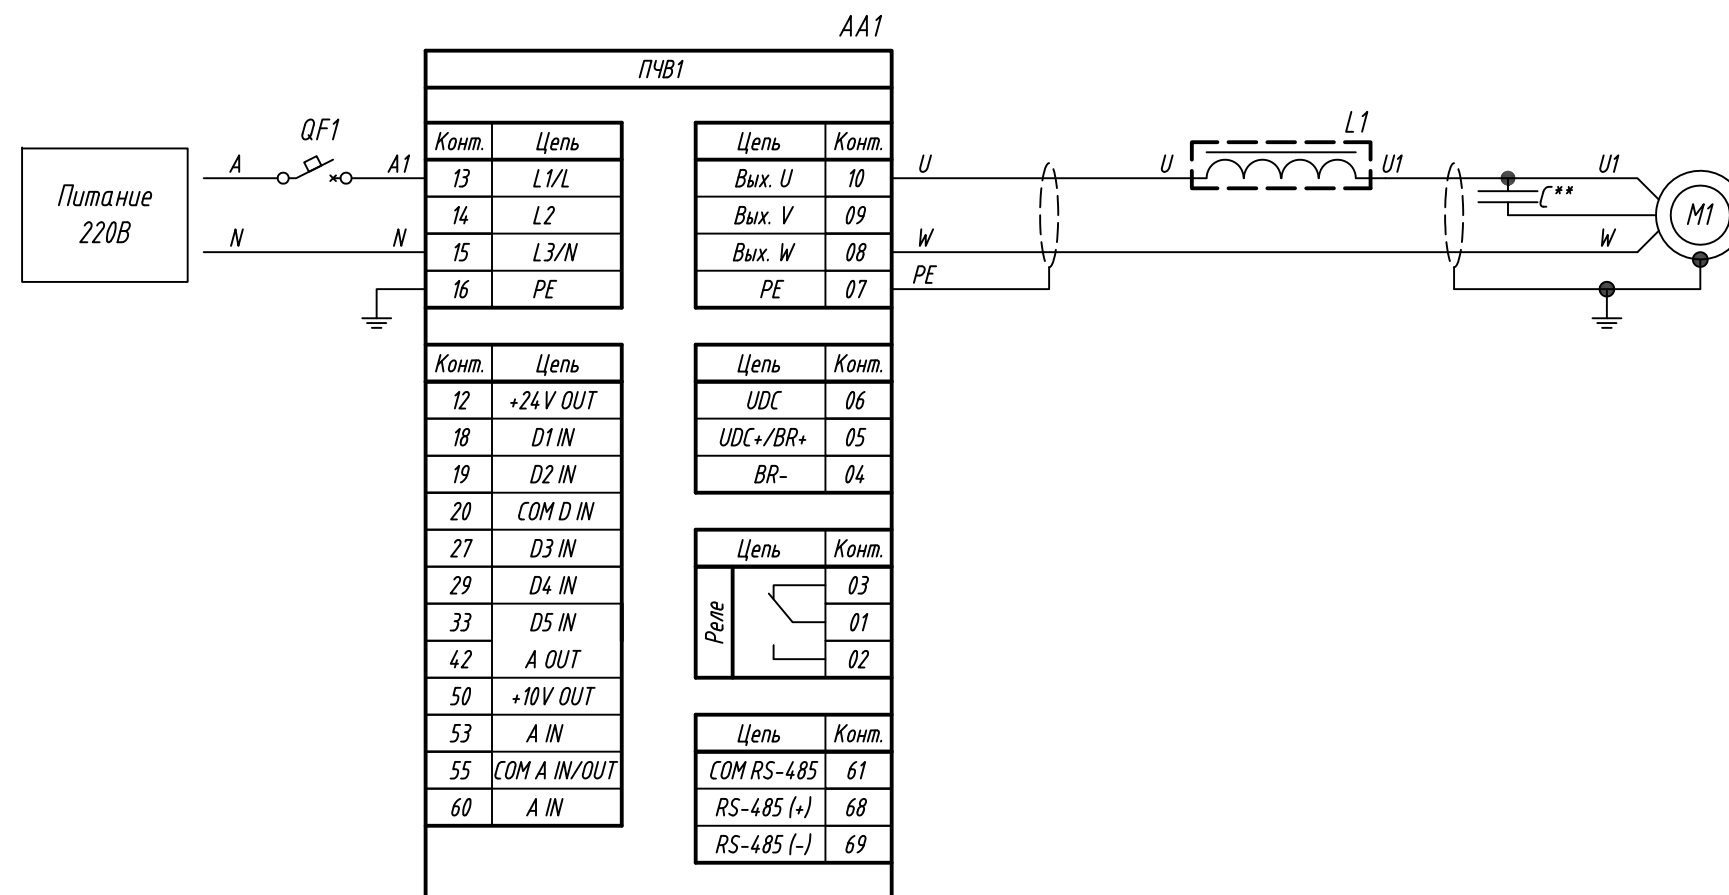 AA1
ПЧВ1
Питание
220В
A
QF1
A1
N
N
Конт. Цепь
13 L1/L
14 L2
15 L3/N
16 PE
Цепь Конт.
Вых. U 10
Вых. V 09
Вых. W 08
PE 07
U
W
PE
U
L1
U1
U1
C**
W
M1
Конт. Цепь
12 +24V OUT
18 D1 IN
19 D2 IN
20 COM D IN
27 D3 IN
29 D4 IN
33 D5 IN
42 A OUT
50 +10V OUT
53 A IN
55 COM A IN/OUT
60 A IN
Цепь Конт.
UDC 06
UDC+/BR+ 05
BR- 04
Цепь Конт.
Реле
03
01
02
Цепь Конт.
COM RS-485 61
RS-485 (+) 68
RS-485 (-) 69